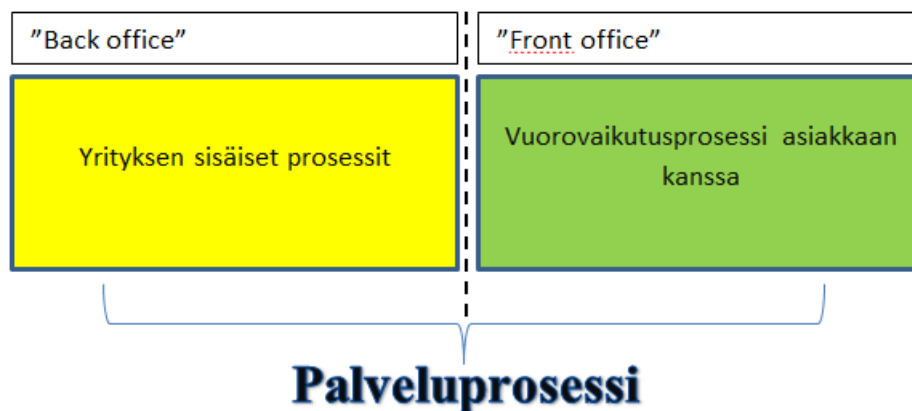 ”Back office”
”Front office”
Yrityksen sisäiset prosessit
Vuorovaikutusprosessi asiakkaan
kanssa
Palveluprosessi